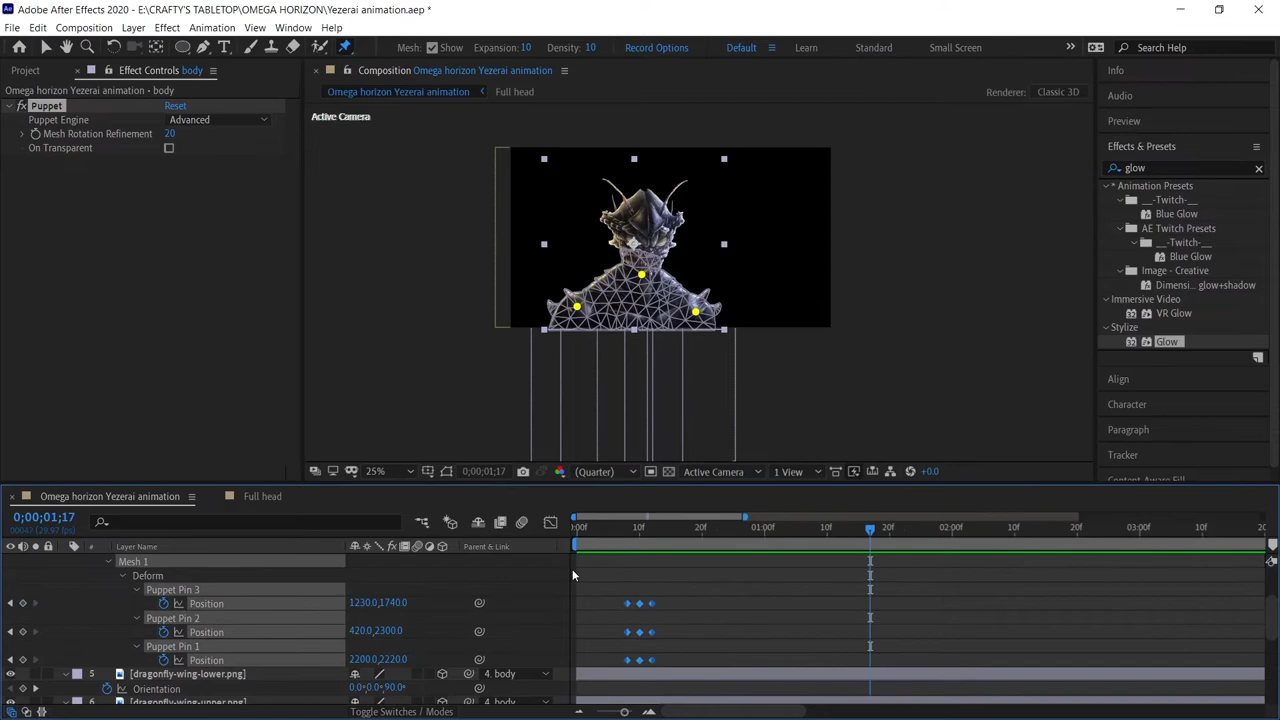 Adobe After Effects 2020 - E:\CRAFTY'S TABLETOP\OMEGA HORIZON\Yezerai animation.aep *
File Edit Composition Layer Effect Animation View Window Help
Mesh: Show Expansion: 10 Density: 10 Record Options Default Learn Standard Small Screen Search Help
Project Effect Controls body
Omega horizon Yezerai animation • body
fx Puppet Reset
Puppet Engine Advanced
Mesh Rotation Refinement 20
On Transparent
Composition Omega horizon Yezerai animation
Omega horizon Yezerai animation Full head Renderer: Classic 3D
Active Camera
25% 0;00;01;17 (Quarter) Active Camera 1 View +0.0
Info
Audio
Preview
Effects & Presets
glow
* Animation Presets
__-Twitch-__
Blue Glow
AE Twitch Presets
__-Twitch-__
Blue Glow
Image - Creative
Dimensi... glow+shadow
Immersive Video
VR Glow
Stylize
Glow
Align
Character
Paragraph
Tracker
Content-Aware Fill
Omega horizon Yezerai animation Full head
0;00;01;17
00047 (29.97 fps)
:00f 10f 20f 01:00f 10f 20f 02:00f 10f 20f 03:00f 10f 20
# Layer Name Parent & Link
Mesh 1
Deform
Puppet Pin 3
Position 1230.0,1740.0
Puppet Pin 2
Position 420.0,2300.0
Puppet Pin 1
Position 2200.0,2220.0
5 [dragonfly-wing-lower.png] 4. body
Orientation 0.0°,0.0°,90.0°
6 [dragonfly-wing-upper.png] 4. body
Toggle Switches / Modes